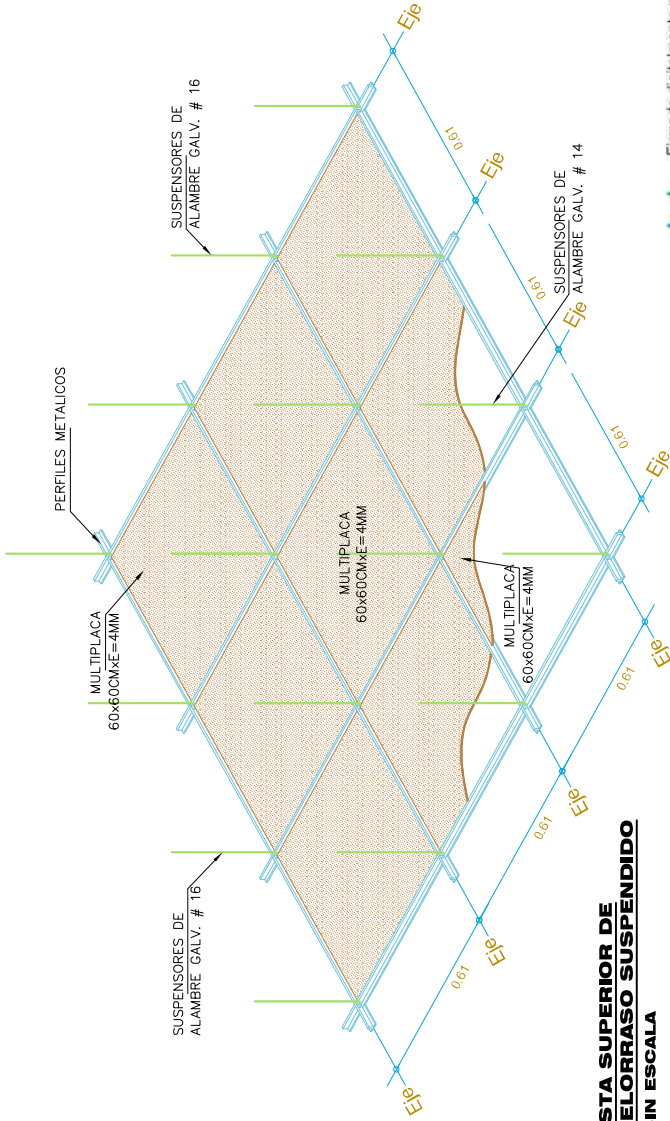 SUSPENSORES DE
ALAMBRE GALV. # 16
MULTIPLACA
60x60CMxE=4MM
PERFILES METALICOS
SUSPENSORES DE
ALAMBRE GALV. # 16
MULTIPLACA
60x60CMxE=4MM
MULTIPLACA
60x60CMxE=4MM
SUSPENSORES DE
ALAMBRE GALV. # 14
Eje
Eje
Eje
Eje
Eje
Eje
Eje
Eje
0.61
0.61
0.61
0.61
0.61
0.61
STA SUPERIOR DE
ELORRASO SUSPENDIDO
IN ESCALA